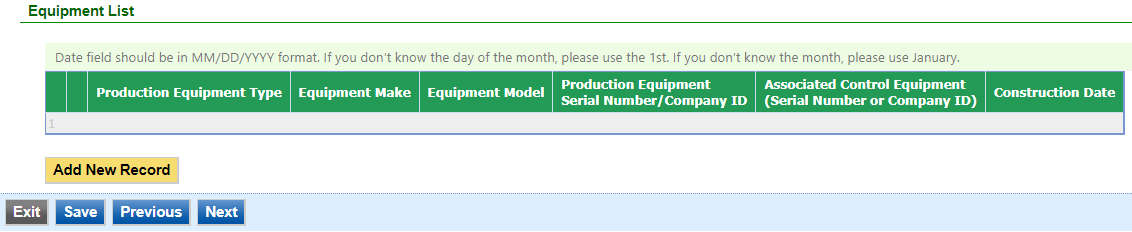 Equipment List
Date field should be in MM/DD/YYYY format. If you don't know the day of the month, please use the 1st. If you don't know the month, please use January.
Production Equipment Type Equipment Make Equipment Model Production Equipment Serial Number/Company ID Associated Control Equipment (Serial Number or Company ID) Construction Date
1
Add New Record
Exit Save Previous Next